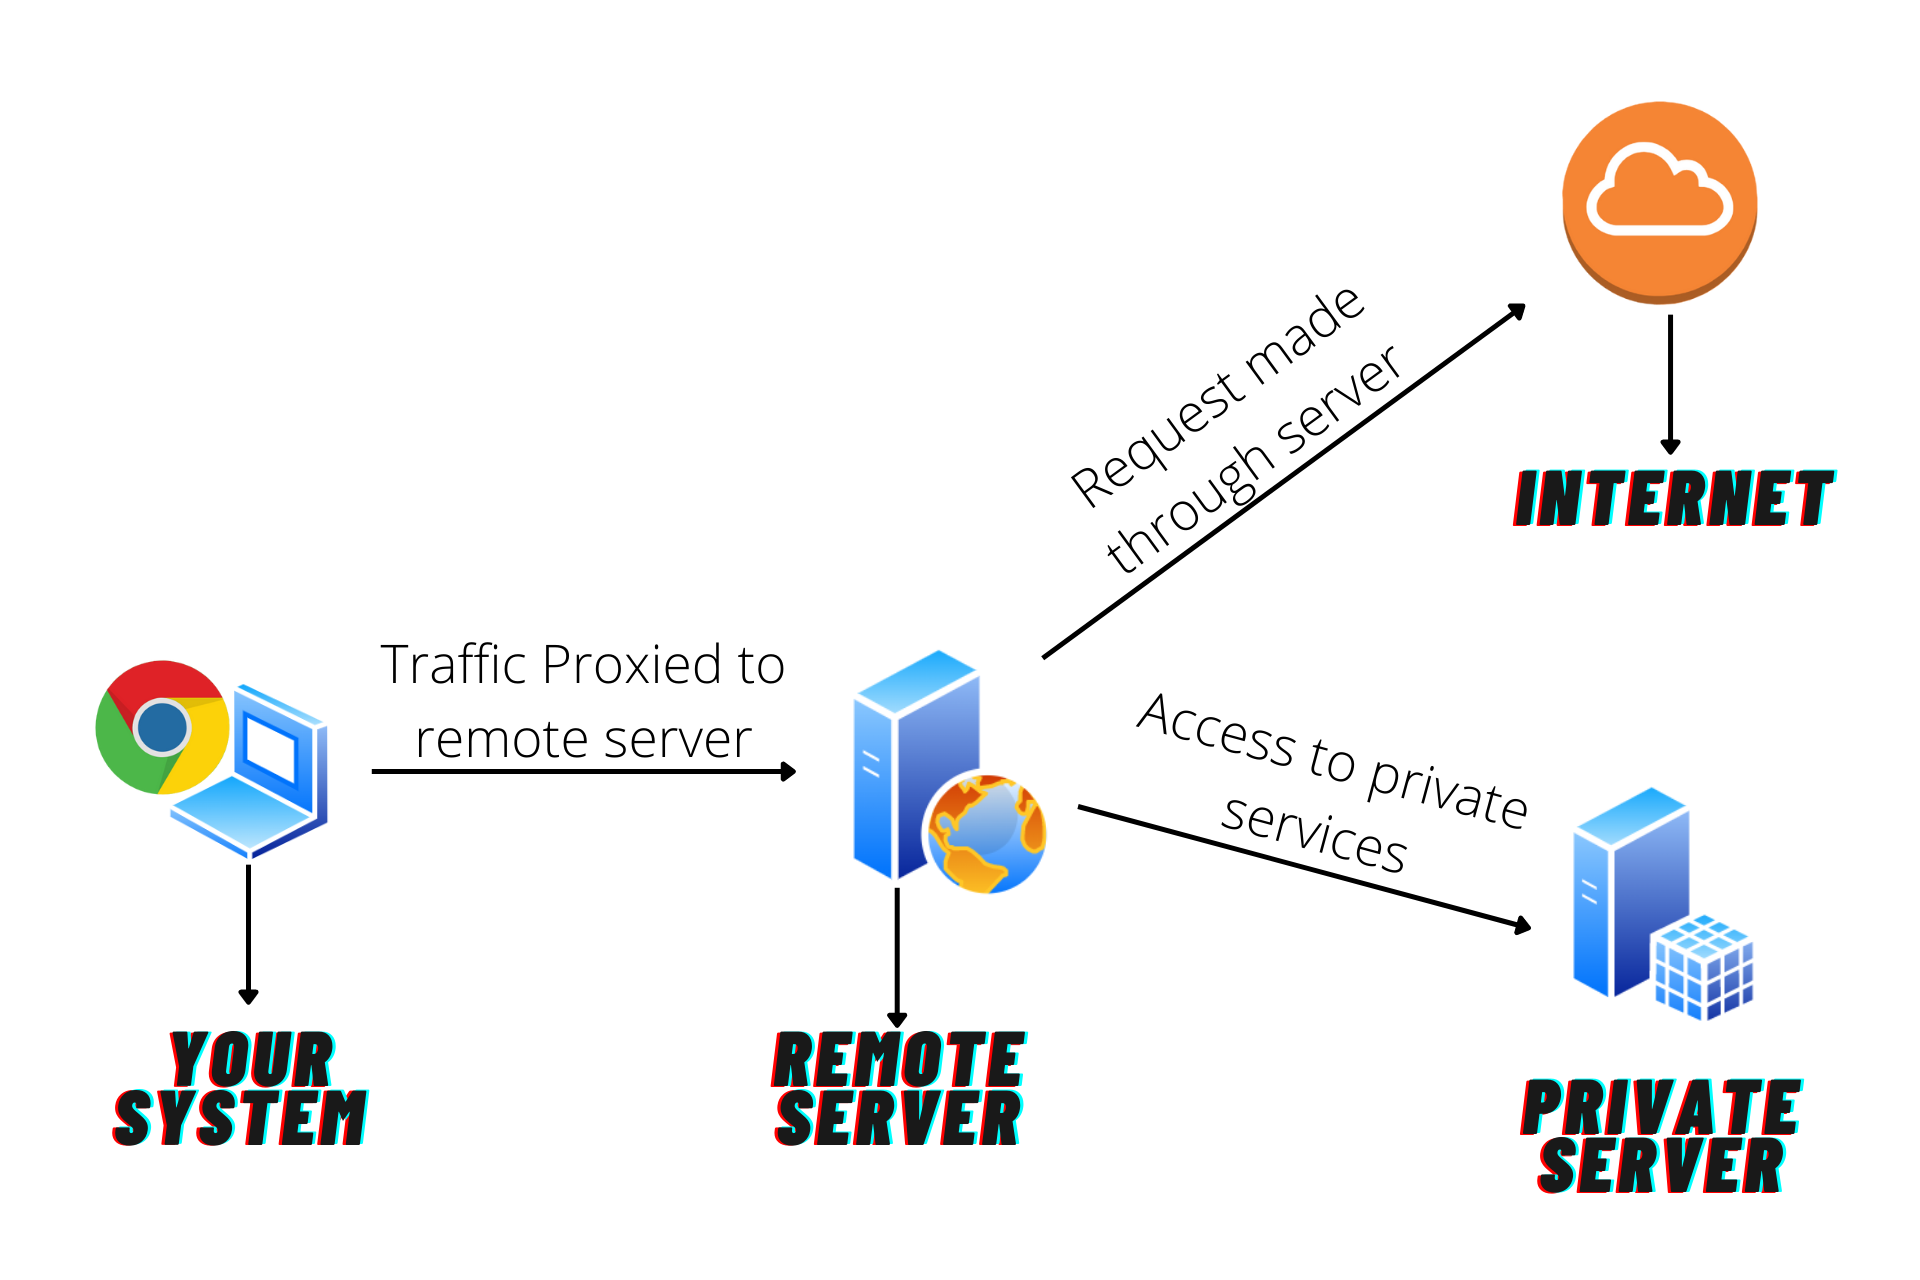 Request made
through server
INTERNET
Traffic Proxied to
remote server
Access to private
services
YOUR
SYSTEM
REMOTE
SERVER
PRIVATE
SERVER